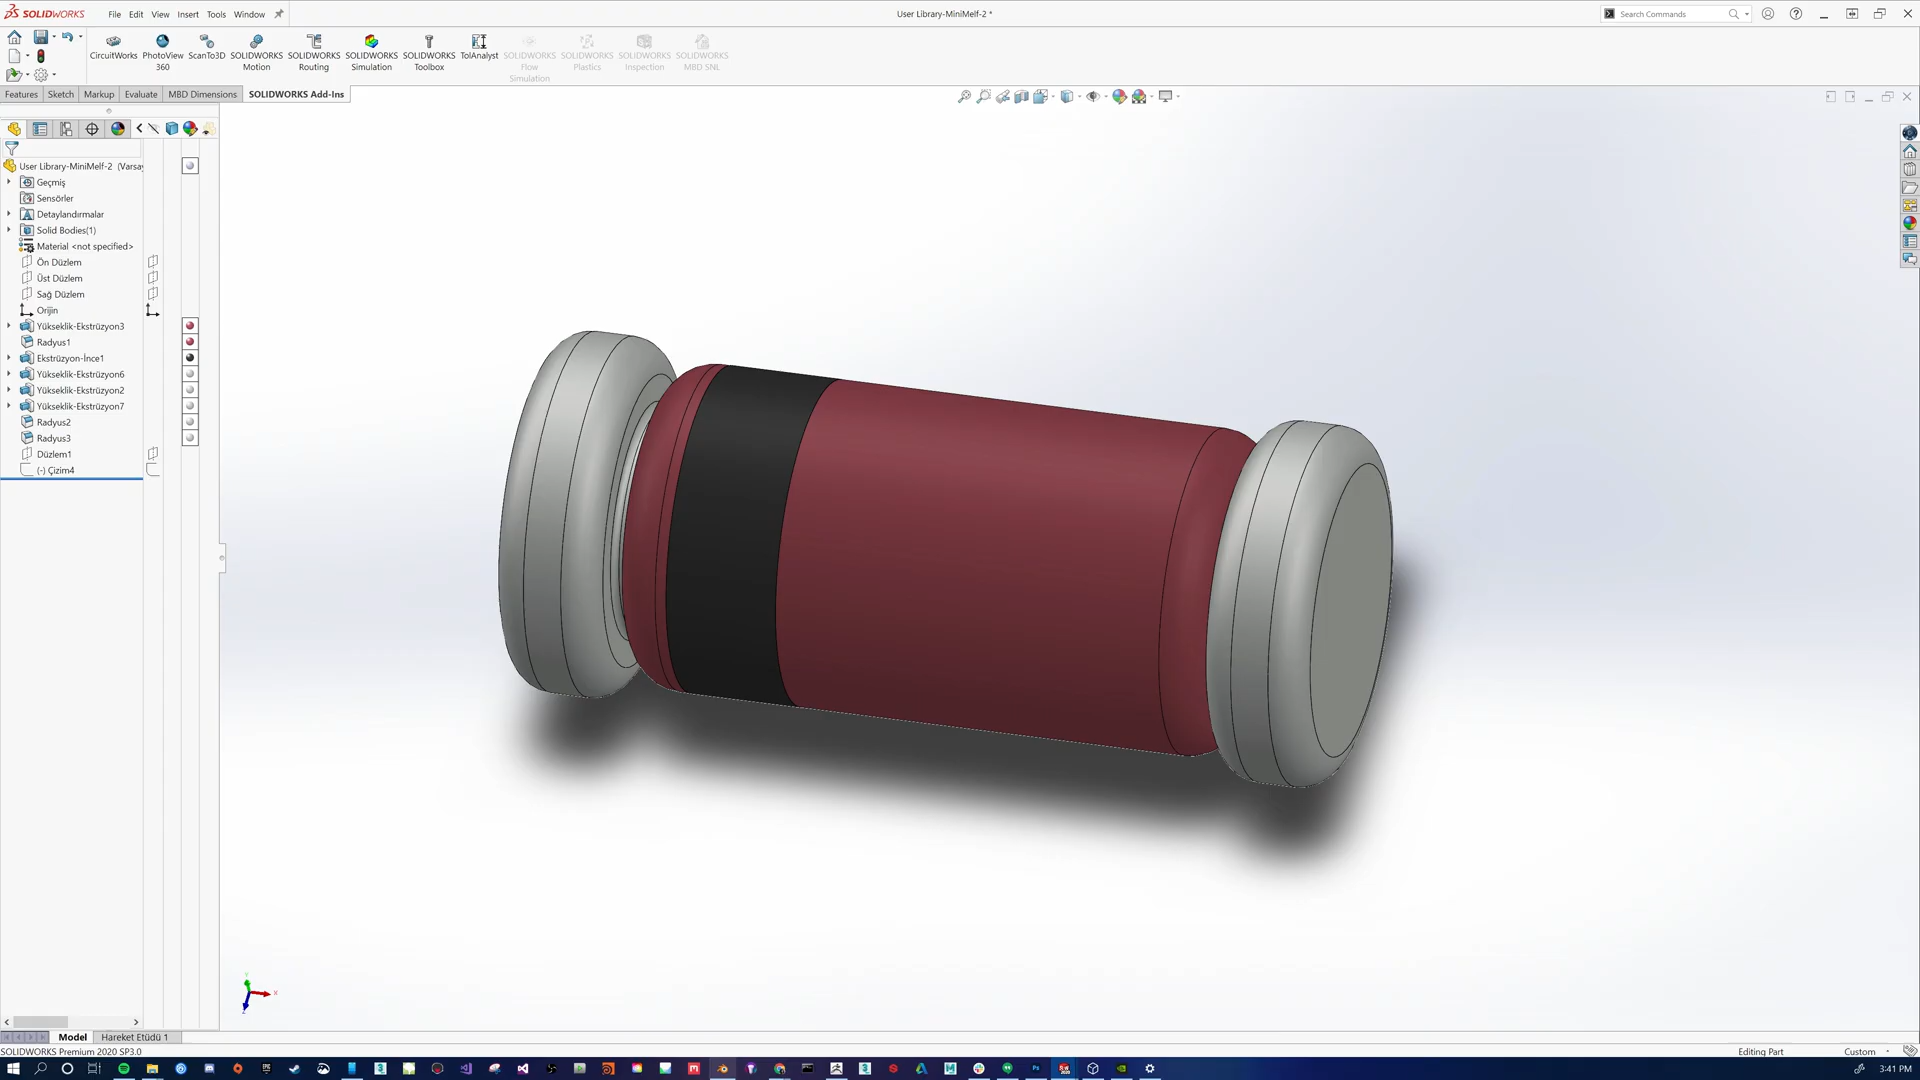 SOLIDWORKS File Edit View Insert Tools Window User Library-MiniMelf-2 * Search Commands
CircuitWorks PhotoView 360 ScanTo3D SOLIDWORKS Motion SOLIDWORKS Routing SOLIDWORKS Simulation SOLIDWORKS Toolbox TolAnalyst SOLIDWORKS Flow Simulation SOLIDWORKS Plastics SOLIDWORKS Inspection SOLIDWORKS MBD SNL
Features Sketch Markup Evaluate MBD Dimensions SOLIDWORKS Add-Ins
User Library-MiniMelf-2 (Varsay
Geçmiş
Sensörler
Detaylandırmalar
Solid Bodies(1)
Material <not specified>
Ön Düzlem
Üst Düzlem
Sağ Düzlem
Orijin
Yükseklik-Ekstrüzyon3
Radyus1
Ekstrüzyon-İnce1
Yükseklik-Ekstrüzyon6
Yükseklik-Ekstrüzyon2
Yükseklik-Ekstrüzyon7
Radyus2
Radyus3
Düzlem1
(-) Çizim4
Model Hareket Etüdü 1
SOLIDWORKS Premium 2020 SP3.0 Editing Part Custom
3:41 PM